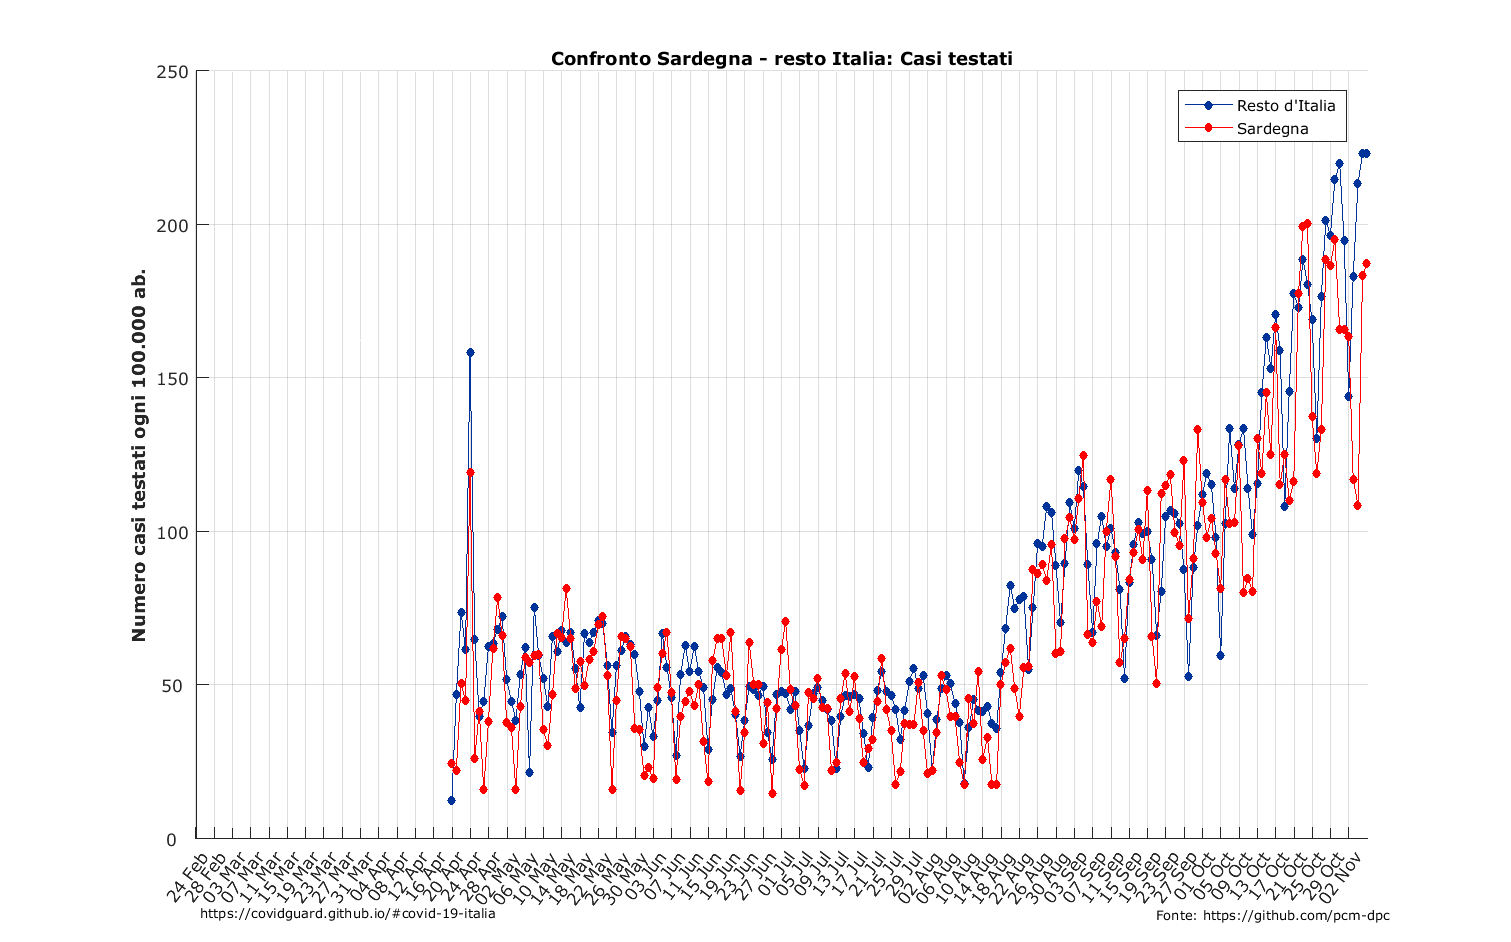 Confronto Sardegna - resto Italia: Casi testati
Resto d'Italia
Sardegna
Numero casi testati ogni 100.000 ab.
250
200
150
100
50
0
24 Feb
28 Feb
03 Mar
07 Mar
11 Mar
15 Mar
19 Mar
23 Mar
27 Mar
31 Mar
04 Apr
08 Apr
12 Apr
16 Apr
20 Apr
24 Apr
28 Apr
02 May
06 May
10 May
14 May
18 May
22 May
26 May
30 May
03 Jun
07 Jun
11 Jun
15 Jun
19 Jun
23 Jun
27 Jun
01 Jul
05 Jul
09 Jul
13 Jul
17 Jul
21 Jul
25 Jul
29 Jul
02 Aug
06 Aug
10 Aug
14 Aug
18 Aug
22 Aug
26 Aug
30 Aug
03 Sep
07 Sep
11 Sep
15 Sep
19 Sep
23 Sep
27 Sep
01 Oct
05 Oct
09 Oct
13 Oct
17 Oct
21 Oct
25 Oct
29 Oct
02 Nov
https://covidguard.github.io/#covid-19-italia
Fonte: https://github.com/pcm-dpc